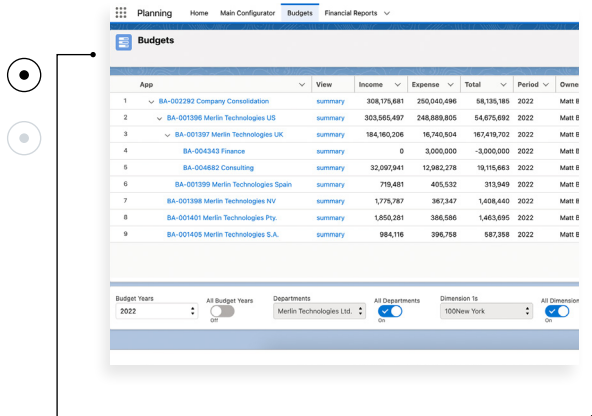 Planning Home Main Configurator Budgets Financial Reports
Budgets
App View Income Expense Total Period Owne
1 BA-002292 Company Consolidation summary 308,175,681 250,040,496 58,135,185 2022 Matt B
2 BA-001396 Merlin Technologies US summary 303,565,497 248,889,805 54,675,692 2022 Matt B
3 BA-001397 Merlin Technologies UK summary 184,160,206 16,740,504 167,419,702 2022 Matt B
4 BA-004343 Finance summary 0 3,000,000 -3,000,000 2022 Matt B
5 BA-004682 Consulting summary 32,097,941 12,982,278 19,115,663 2022 Matt B
6 BA-001399 Merlin Technologies Spain summary 719,481 405,532 313,949 2022 Matt B
7 BA-001398 Merlin Technologies NV summary 1,775,787 367,347 1,408,440 2022 Matt B
8 BA-001401 Merlin Technologies Pty. summary 1,850,281 386,586 1,463,695 2022 Matt B
9 BA-001405 Merlin Technologies S.A. summary 984,116 396,758 587,358 2022 Matt B
Budget Years All Budget Years Departments All Departments Dimension 1s All Dimension
2022 Off Merlin Technologies Ltd. On 100New York On